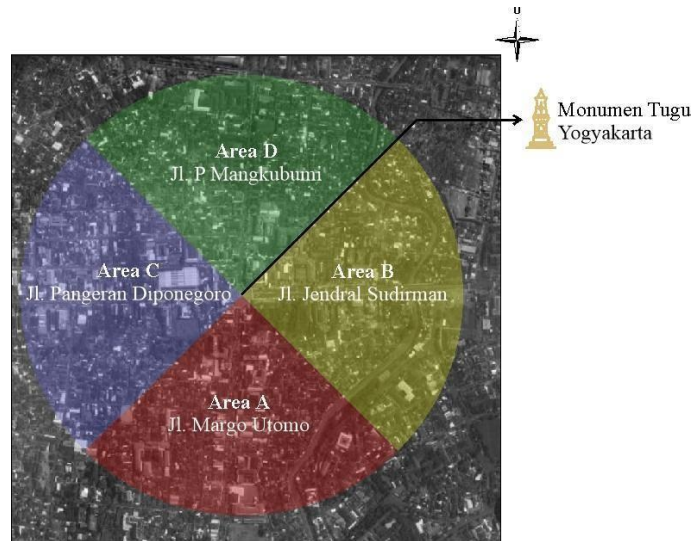 U
Monumen Tugu
Yogyakarta
Area D
Jl. P Mangkubumi
Area C
Jl. Pangeran Diponegoro
Area B
Jl. Jendral Sudirman
Area A
Jl. Margo Utomo